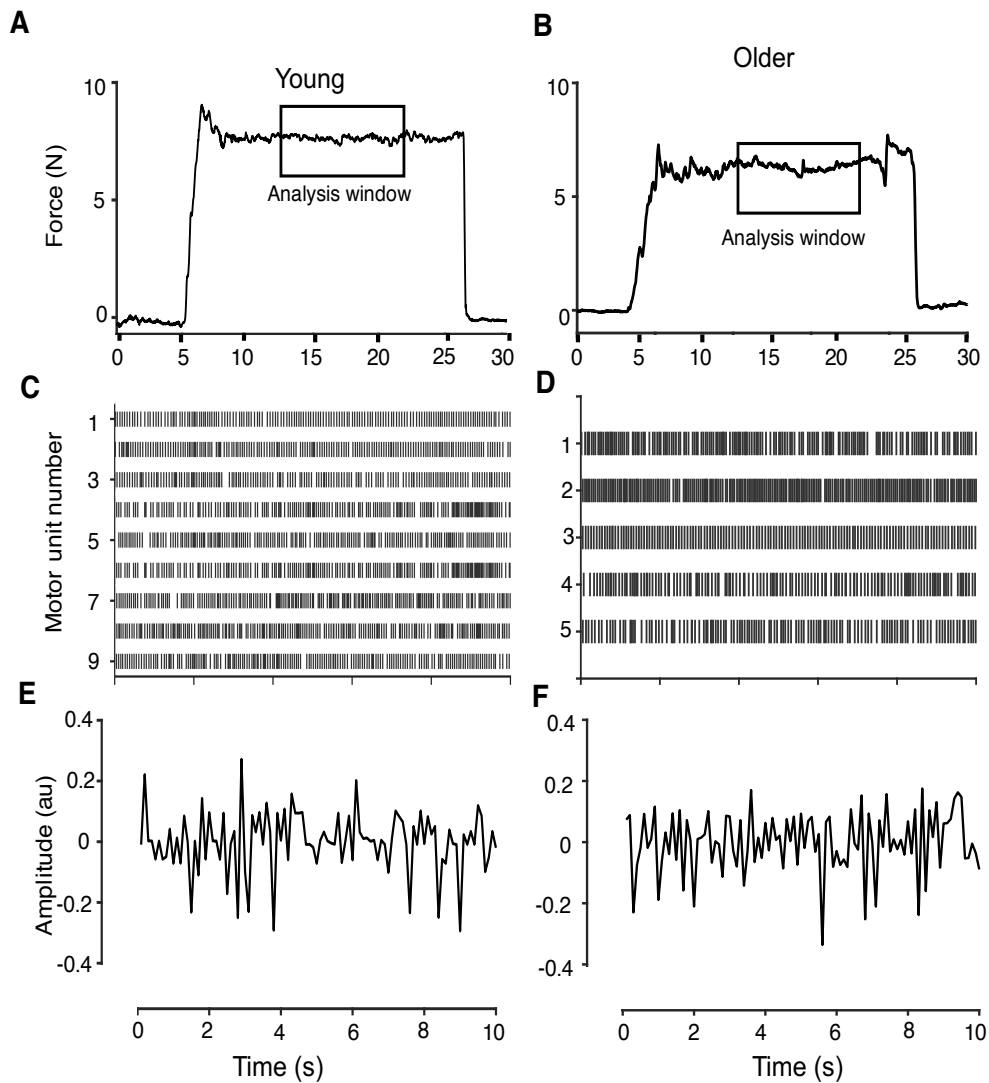 A
Young
10
5
0
Force (N)
Analysis window
0 5 10 15 20 25 30
B
Older
10
5
0
Analysis window
0 5 10 15 20 25 30
C
Motor unit number
1
3
5
7
9
D
1
2
3
4
5
E
0.4
0.2
0
-0.2
-0.4
Amplitude (au)
0 2 4 6 8 10
Time (s)
F
0.4
0.2
0
-0.2
-0.4
0 2 4 6 8 10
Time (s)